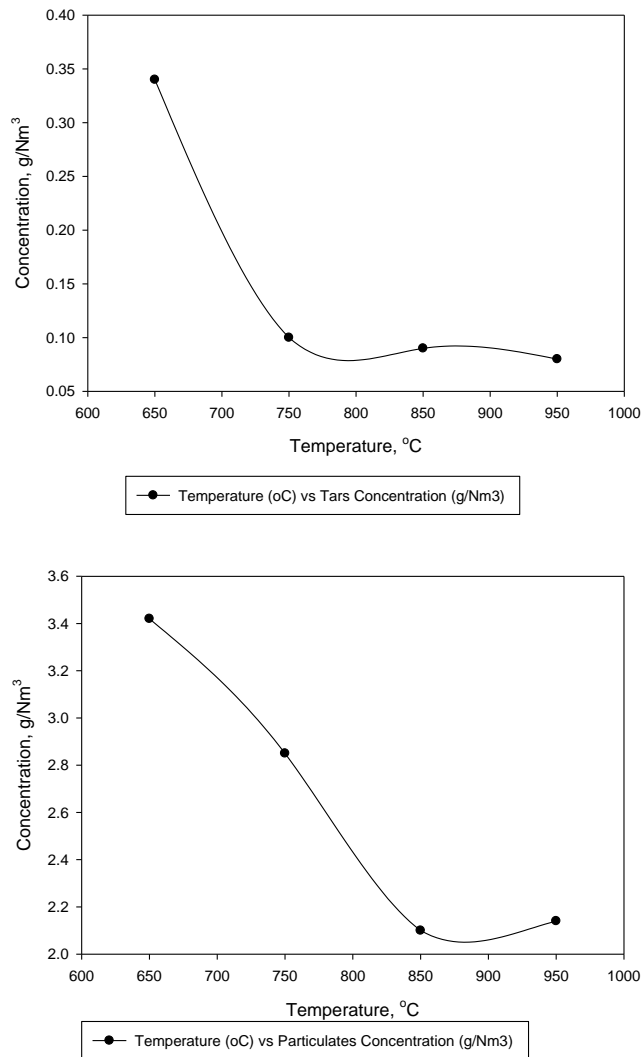 0.40
0.35
0.30
0.25
0.20
0.15
0.10
0.05
Concentration, g/Nm³
600 650 700 750 800 850 900 950 1000
Temperature, ᵒC
Temperature (oC) vs Tars Concentration (g/Nm3)
3.6
3.4
3.2
3.0
2.8
2.6
2.4
2.2
2.0
Concentration, g/Nm³
600 650 700 750 800 850 900 950 1000
Temperature, ᵒC
Temperature (oC) vs Particulates Concentration (g/Nm3)